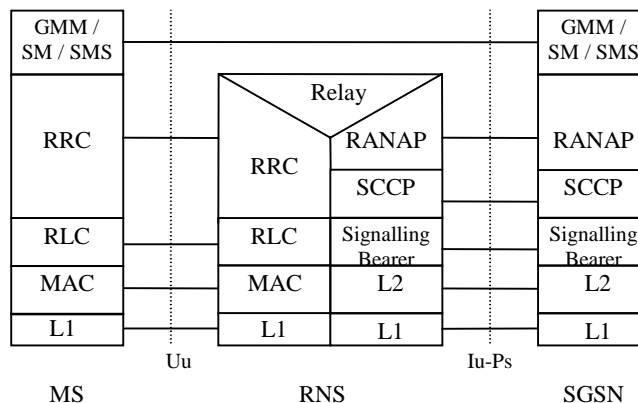 GMM /
SM / SMS
GMM /
SM / SMS
Relay
RRC
RRC
RANAP
RANAP
SCCP
SCCP
RLC
RLC
Signalling
Bearer
Signalling
Bearer
MAC
MAC
L2
L2
L1
L1
L1
L1
Uu
Iu-Ps
MS
RNS
SGSN